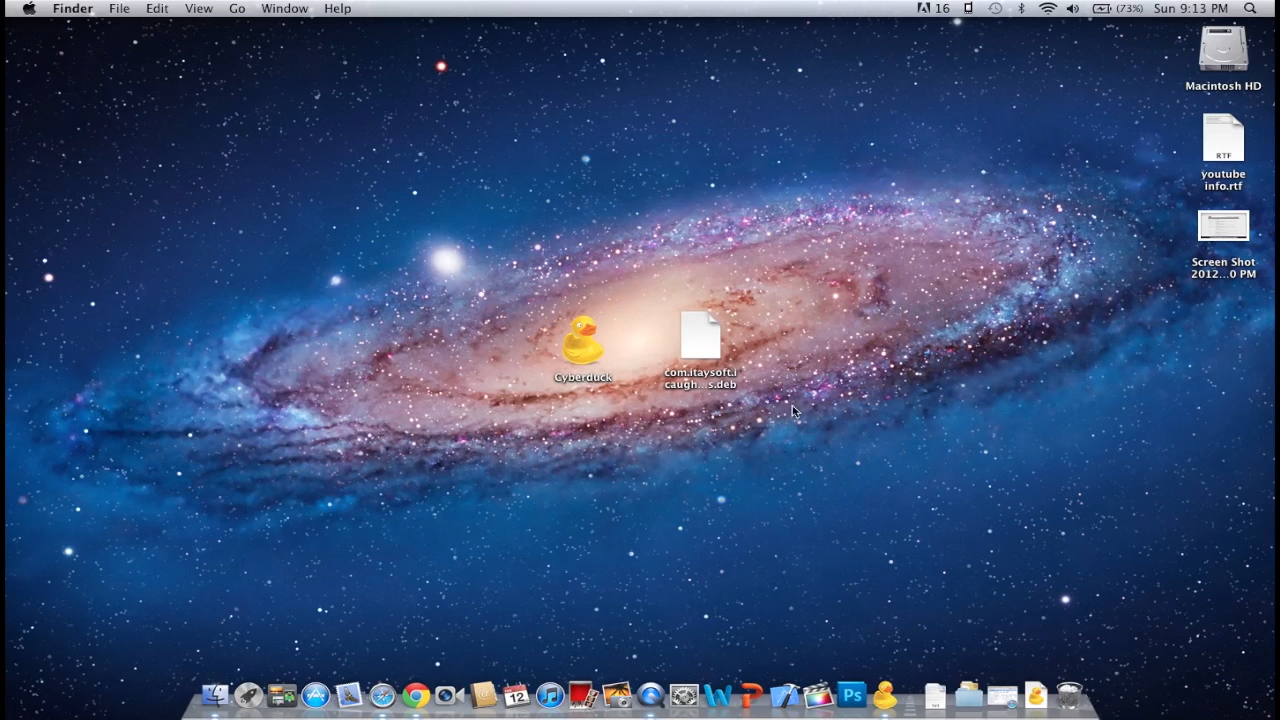 Finder File Edit View Go Window Help
16 (73%) Sun 9:13 PM
Macintosh HD
RTF
youtube
info.rtf
Screen Shot
2012...0 PM
Cyberduck
com.itaysoft.i
caugh...s.deb
12
W
P
Ps
TXT